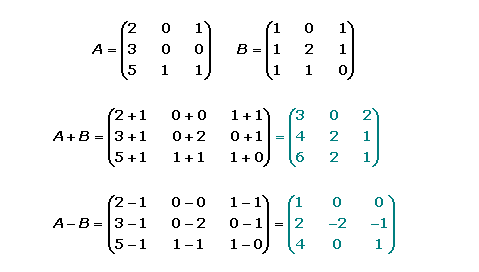 A = (2 0 1  B = (1 0 1
3 0 0  1 2 1
5 1 1)  1 1 0)
A + B = (2 + 1 0 + 0 1 + 1 = (3 0 2
3 + 1 0 + 2 0 + 1  4 2 1
5 + 1 1 + 1 1 + 0)  6 2 1)
A − B = (2 − 1 0 − 0 1 − 1 = (1 0 0
3 − 1 0 − 2 0 − 1  2 −2 −1
5 − 1 1 − 1 1 − 0)  4 0 1)